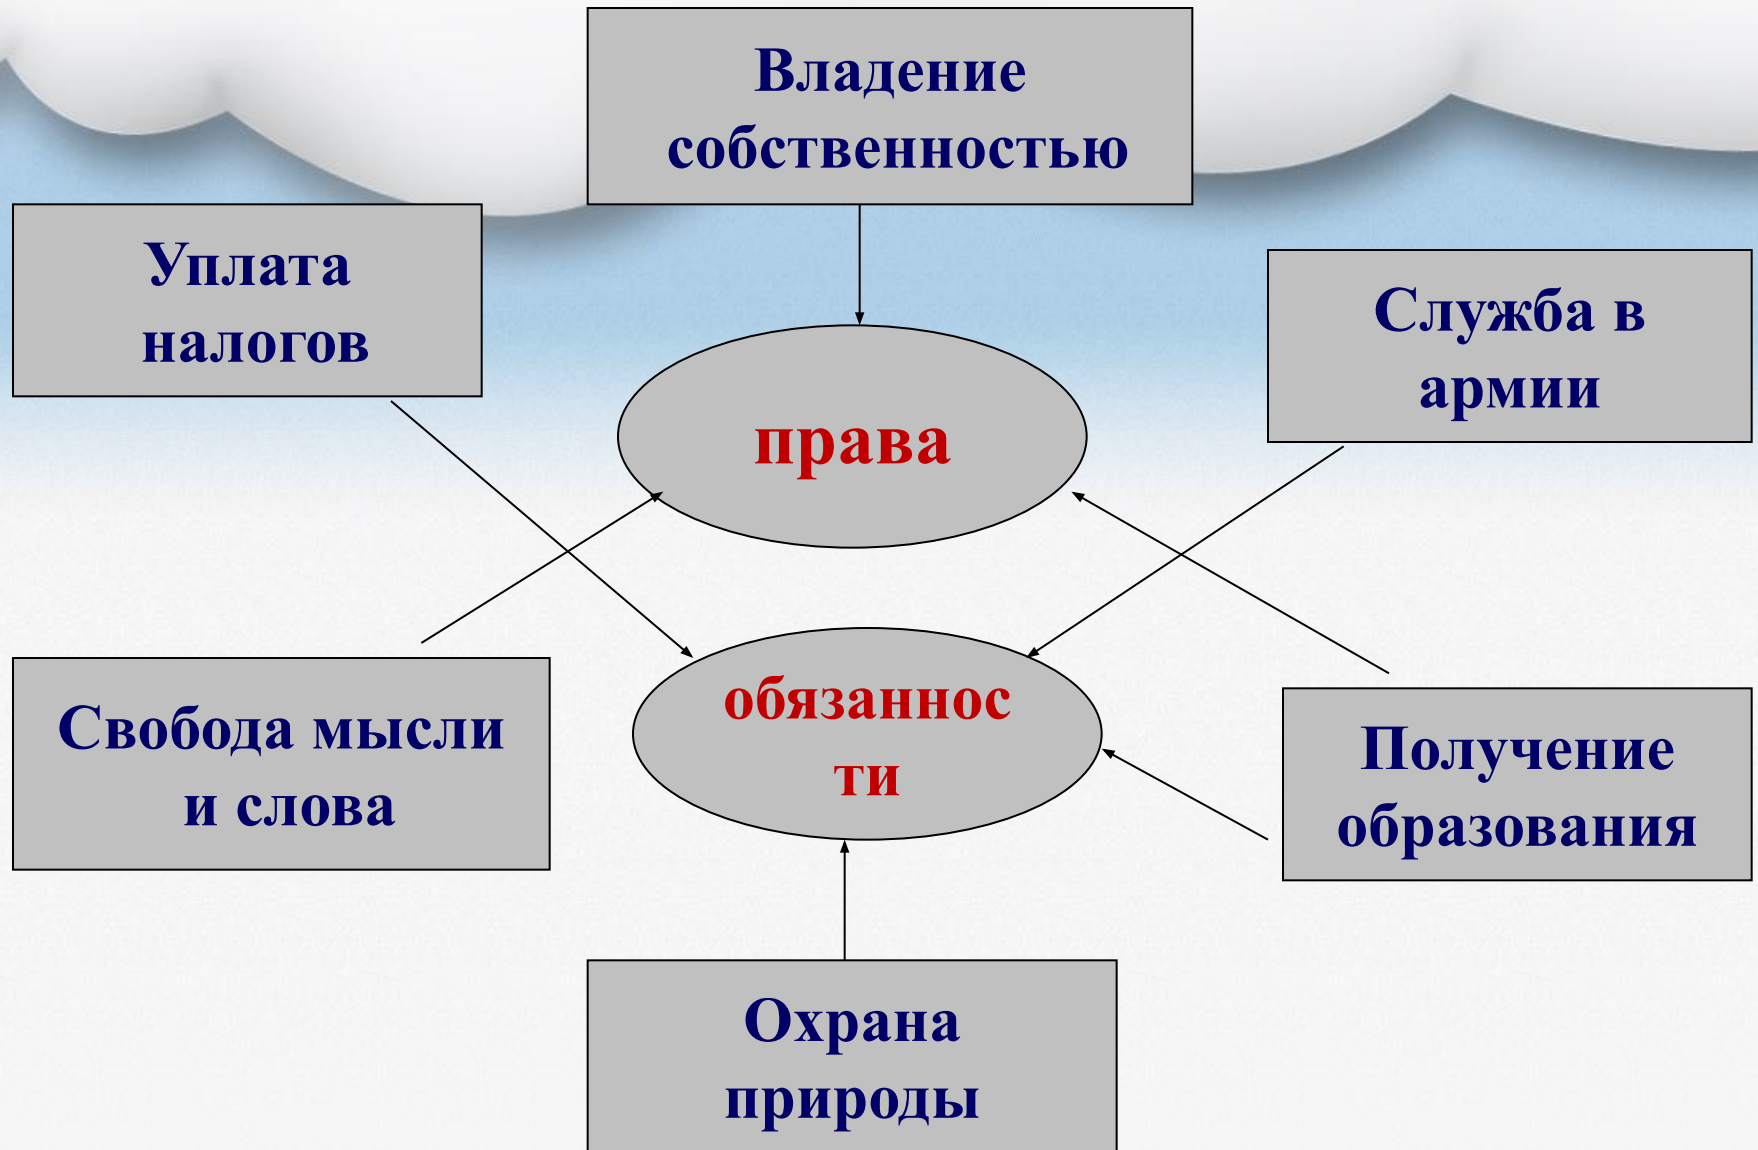 Владение
собственностью
Уплата
налогов
Служба в
армии
права
Свобода мысли
и слова
обязаннос
ти
Получение
образования
Охрана
природы